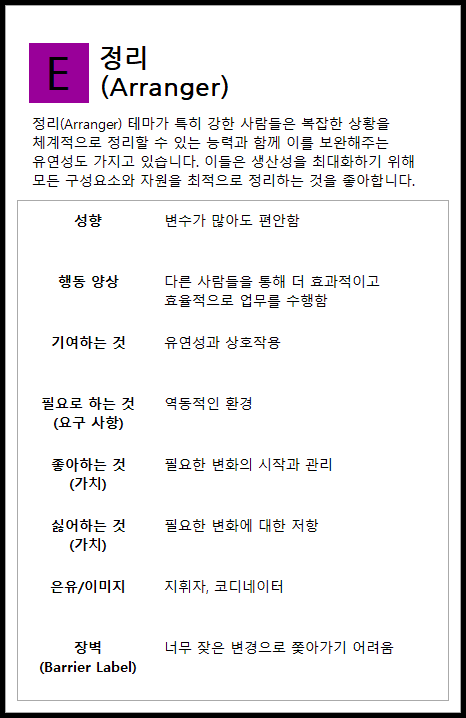 E
정리
(Arranger)
정리(Arranger) 테마가 특히 강한 사람들은 복잡한 상황을
체계적으로 정리할 수 있는 능력과 함께 이를 보완해주는
유연성도 가지고 있습니다. 이들은 생산성을 최대화하기 위해
모든 구성요소와 자원을 최적으로 정리하는 것을 좋아합니다.
성향 변수가 많아도 편안함
행동 양상 다른 사람들을 통해 더 효과적이고
효율적으로 업무를 수행함
기여하는 것 유연성과 상호작용
필요로 하는 것 역동적인 환경
(요구 사항)
좋아하는 것 필요한 변화의 시작과 관리
(가치)
싫어하는 것 필요한 변화에 대한 저항
(가치)
은유/이미지 지휘자, 코디네이터
장벽 너무 잦은 변경으로 쫓아가기 어려움
(Barrier Label)